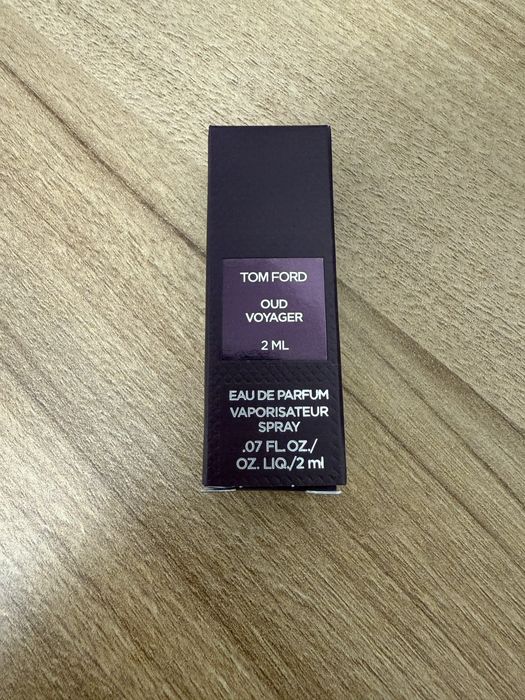 TOM FORD
OUD
VOYAGER
2 ML
EAU DE PARFUM
VAPORISATEUR
SPRAY
.07 FL.OZ./
OZ. LIQ./2 ml